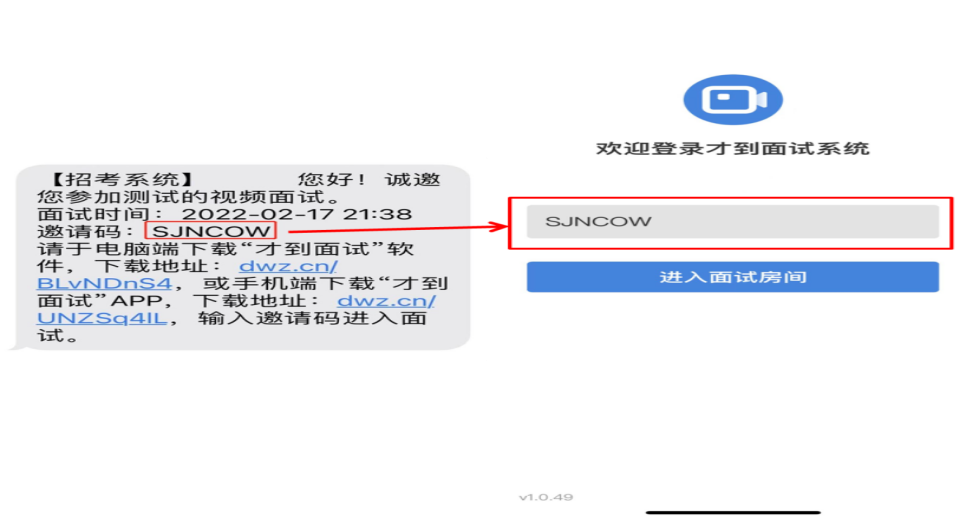 【招考系统】 您好！诚邀
您参加测试的视频面试。
面试时间：2022-02-17 21:38
邀请码：SJNCOW
请于电脑端下载“才到面试”软
件，下载地址：dwz.cn/
BLvNDnS4，或手机端下载“才到
面试”APP，下载地址：dwz.cn/
UNZSq4IL，输入邀请码进入面
试。
欢迎登录才到面试系统
SJNCOW
进入面试房间
v1.0.49